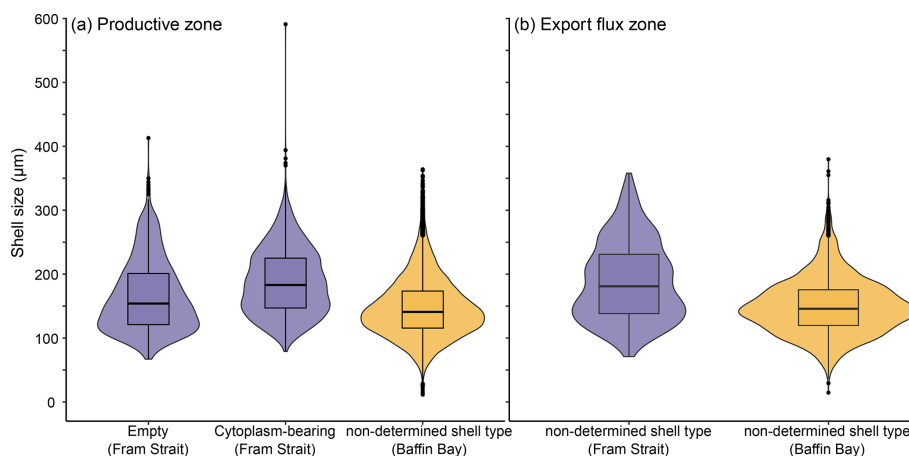 (a) Productive zone
(b) Export flux zone
Shell size (µm)
600
500
400
300
200
100
0
Empty
(Fram Strait)
Cytoplasm-bearing
(Fram Strait)
non-determined shell type
(Baffin Bay)
non-determined shell type
(Fram Strait)
non-determined shell type
(Baffin Bay)